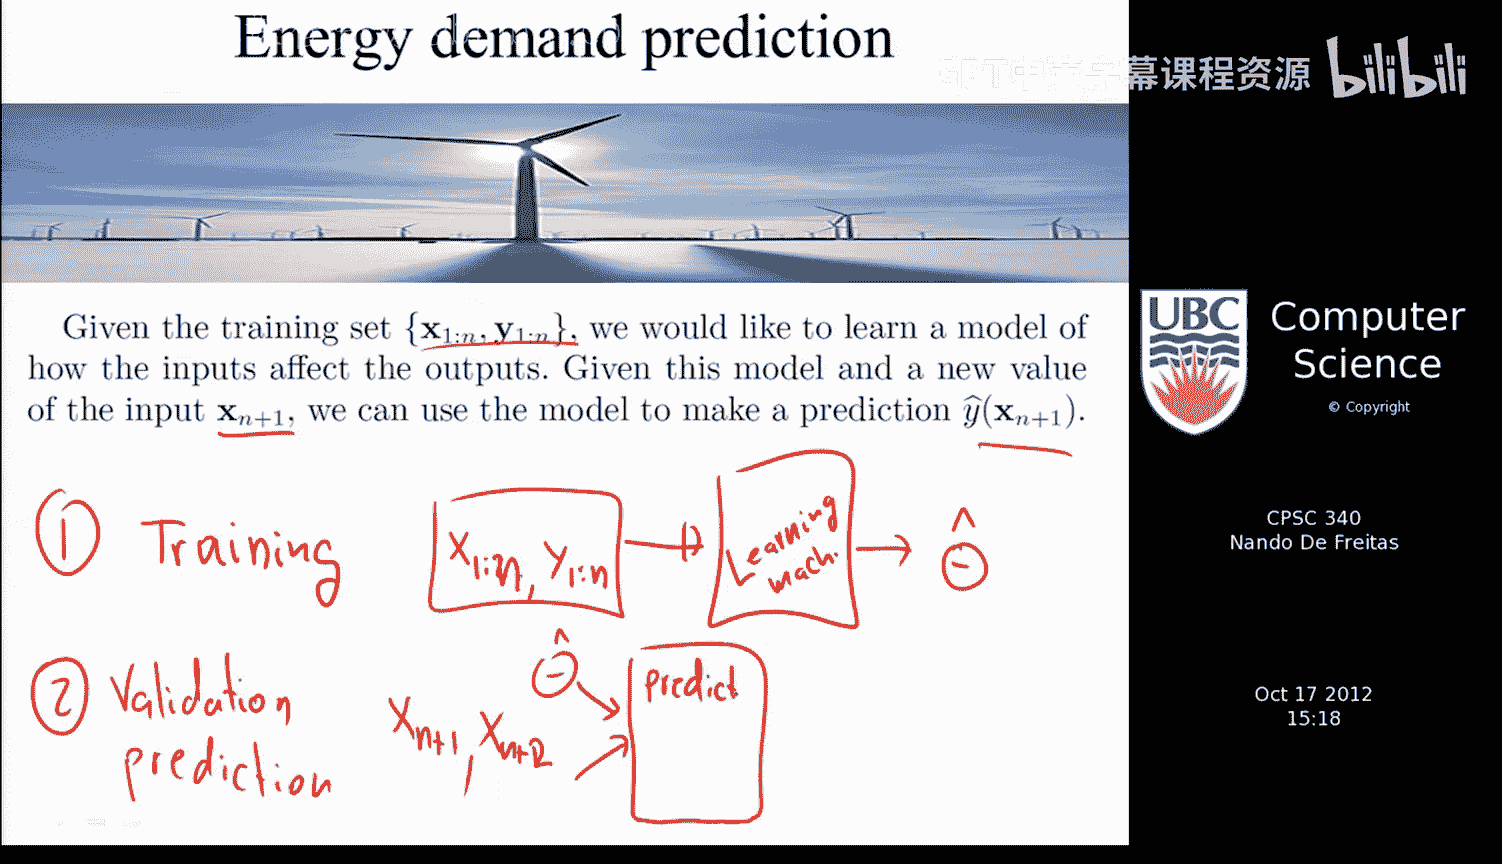 Energy demand prediction
字幕课程资源 bilibili
Given the training set {x₁:ₙ, y₁:ₙ}, we would like to learn a model of
how the inputs affect the outputs. Given this model and a new value
of the input xₙ₊₁, we can use the model to make a prediction ŷ(xₙ₊₁).
① Training X₁:ₙ, Y₁:ₙ Learning mach. Θ̂
② Validation prediction Xₙ₊₁, Xₙ₊₂ Θ̂ predict
UBC Computer
Science
© Copyright
CPSC 340
Nando De Freitas
Oct 17 2012
15:18